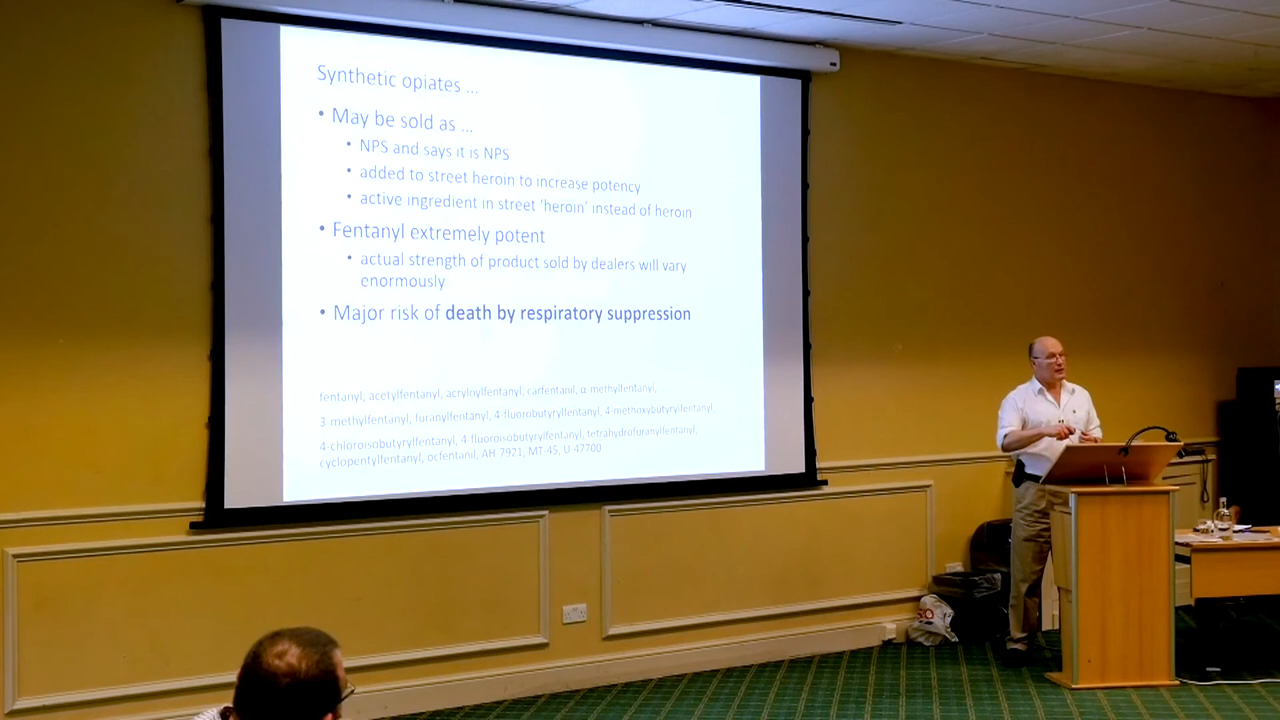 Synthetic opiates ...
• May be sold as ...
• NPS and says it is NPS
• added to street heroin to increase potency
• active ingredient in street 'heroin' instead of heroin
• Fentanyl extremely potent
• actual strength of product sold by dealers will vary
enormously
• Major risk of death by respiratory suppression
fentanyl, acetylfentanyl, acryloylfentanyl, carfentanil, α-methylfentanyl,
3-methylfentanyl, furanylfentanyl, 4-fluorobutyrylfentanyl, 4-methoxybutyrylfentanyl,
4-chloroisobutyrylfentanyl, 4-fluoroisobutyrylfentanyl, tetrahydrofuranylfentanyl,
cyclopentylfentanyl, ocfentanil, AH-7921, MT-45, U-47700